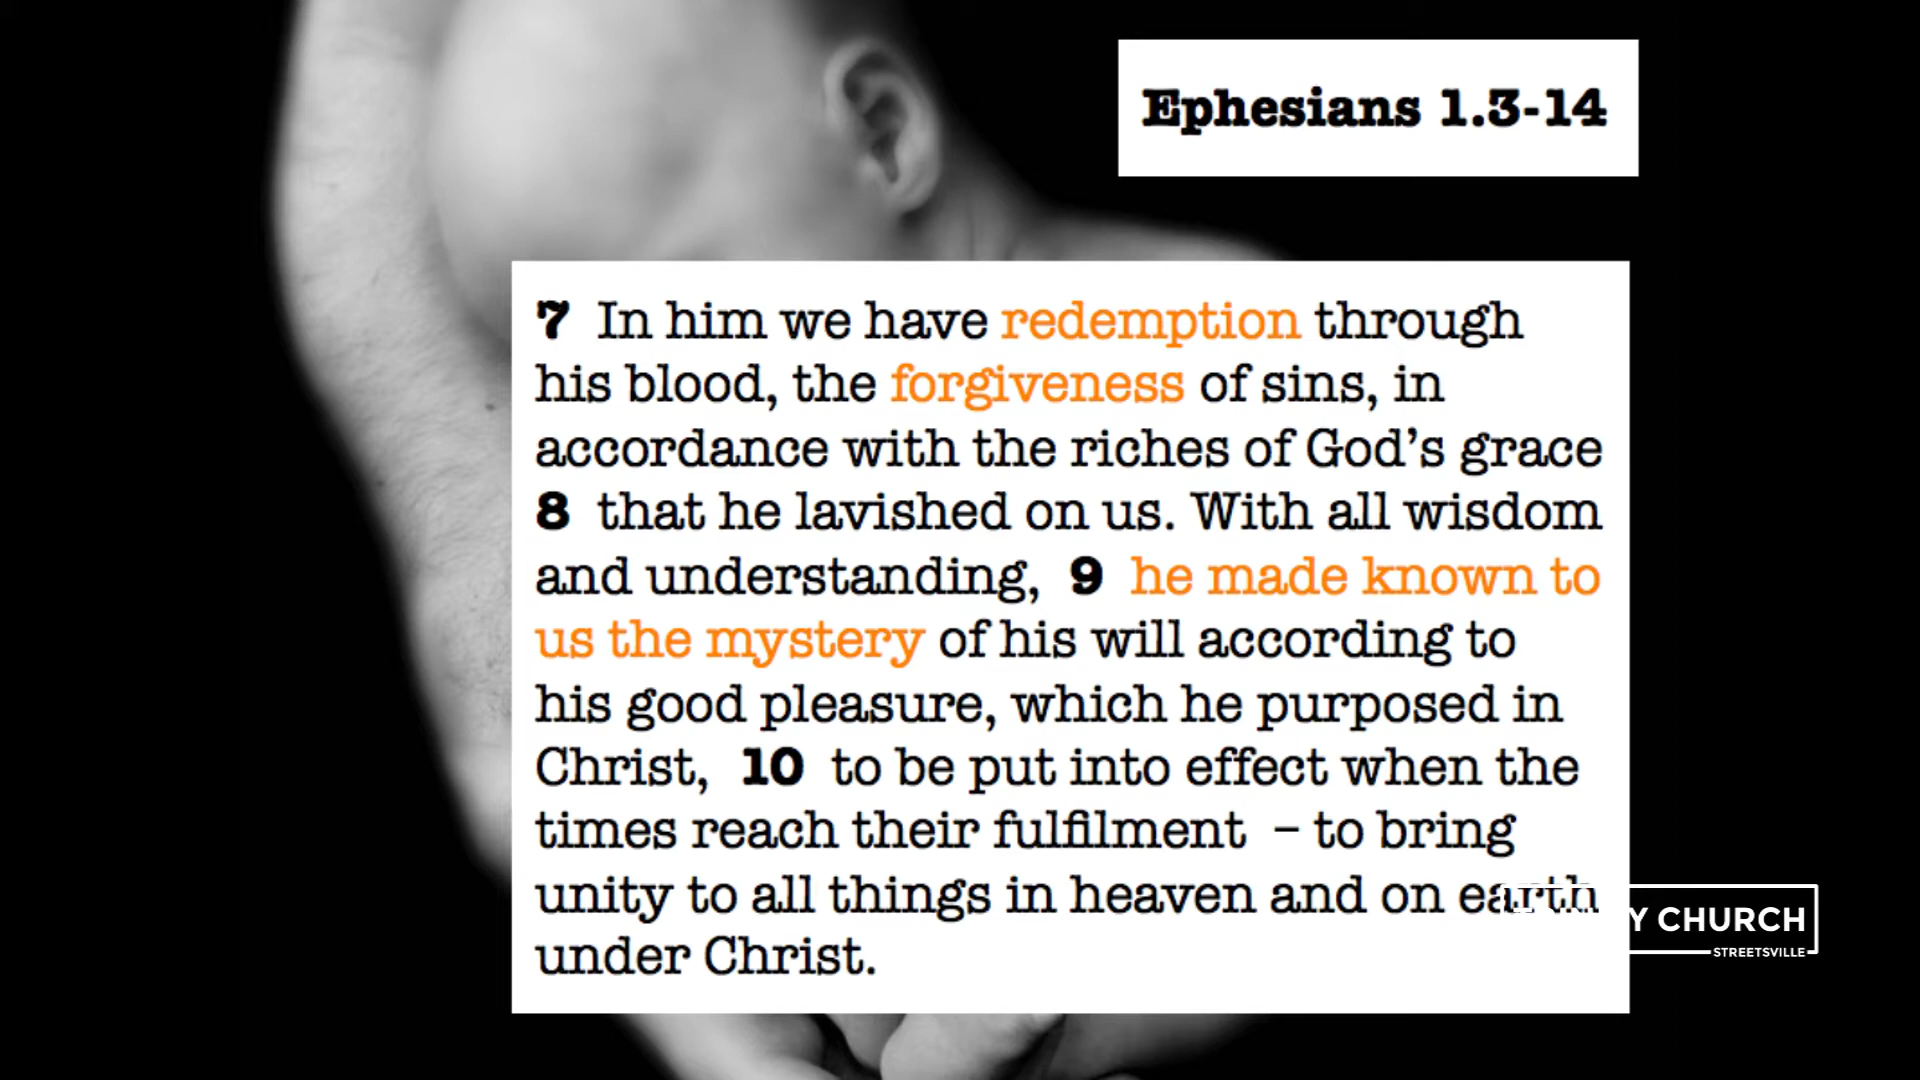 Ephesians 1.3-14
7 In him we have redemption through
his blood, the forgiveness of sins, in
accordance with the riches of God’s grace
8 that he lavished on us. With all wisdom
and understanding, 9 he made known to
us the mystery of his will according to
his good pleasure, which he purposed in
Christ, 10 to be put into effect when the
times reach their fulfilment – to bring
unity to all things in heaven and on earth
under Christ.
CHURCH
STREETSVILLE